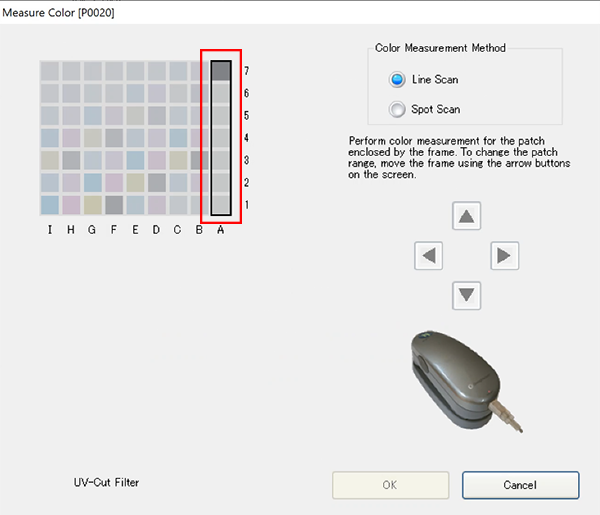 Measure Color [P0020]
Color Measurement Method
Line Scan
Spot Scan
7
6
5
4
3
2
1
I H G F E D C B A
Perform color measurement for the patch
enclosed by the frame. To change the patch
range, move the frame using the arrow buttons
on the screen.
UV-Cut Filter
OK
Cancel